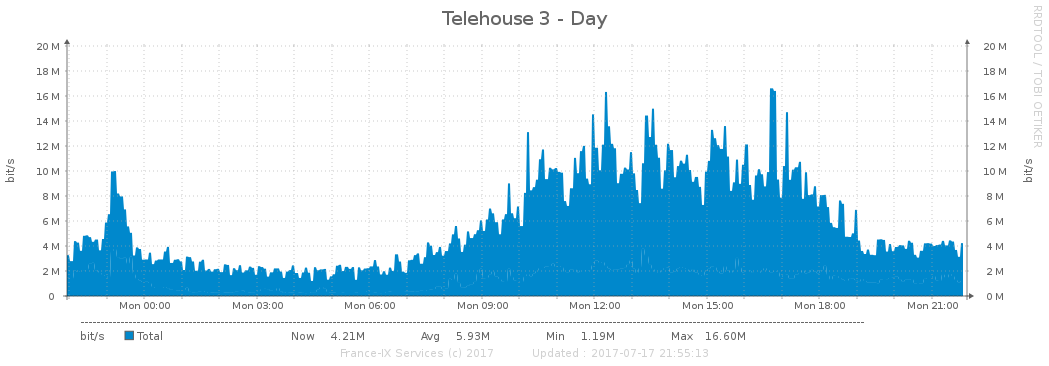 Telehouse 3 - Day
RRDTOOL / TOBI OETIKER
bit/s
bit/s
20 M 20 M
18 M 18 M
16 M 16 M
14 M 14 M
12 M 12 M
10 M 10 M
8 M 8 M
6 M 6 M
4 M 4 M
2 M 2 M
0 0 M
Mon 00:00 Mon 03:00 Mon 06:00 Mon 09:00 Mon 12:00 Mon 15:00 Mon 18:00 Mon 21:00
bit/s Total Now 4.21M Avg 5.93M Min 1.19M Max 16.60M
France-IX Services (c) 2017 Updated : 2017-07-17 21:55:13